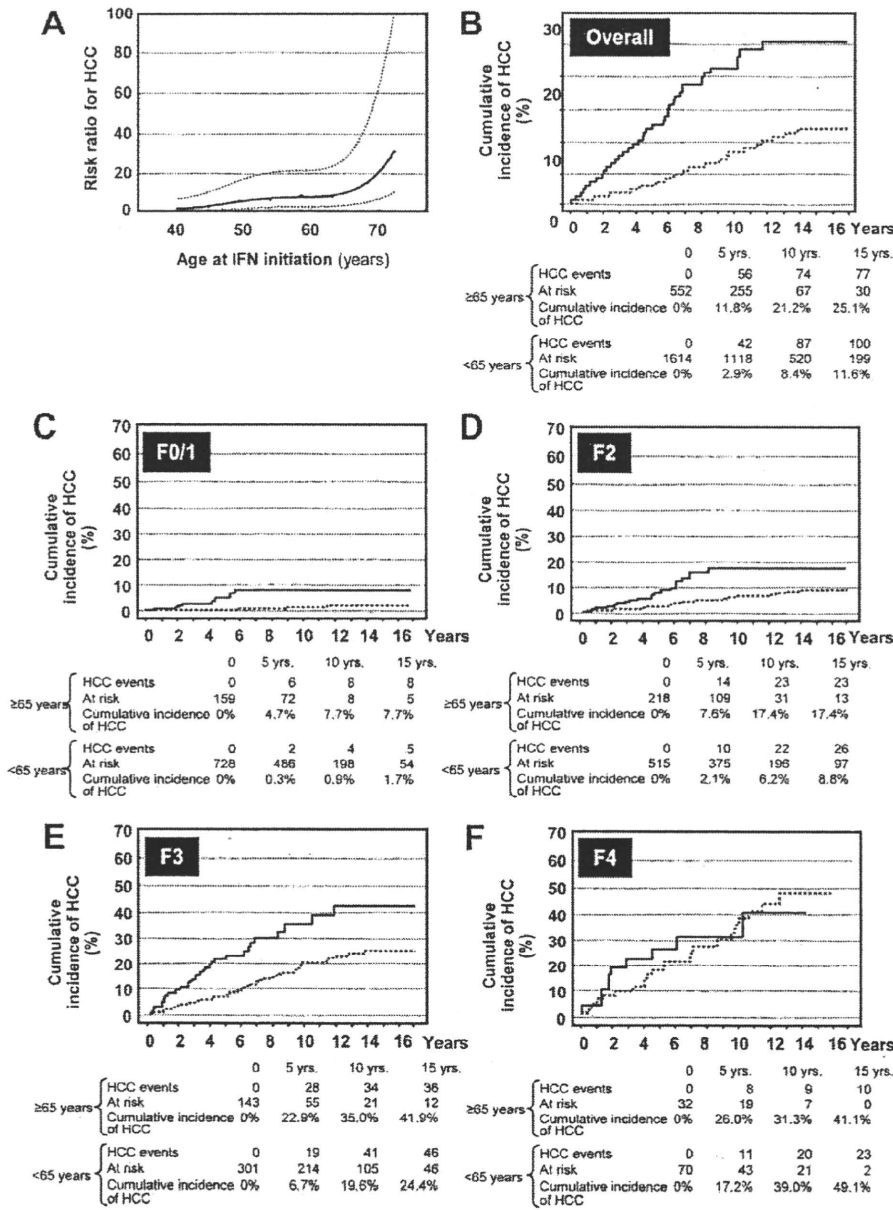 A
Risk ratio for HCC
100
80
60
40
20
0
40 50 60 70
Age at IFN initiation (years)
B
Overall
Cumulative
incidence of HCC
(%)
30
20
10
0
0 2 4 6 8 10 12 14 16 Years
0 5 yrs. 10 yrs. 15 yrs.
≥65 years
HCC events 0 56 74 77
At risk 552 255 67 30
Cumulative incidence 0% 11.8% 21.2% 25.1%
of HCC
<65 years
HCC events 0 42 87 100
At risk 1614 1118 520 199
Cumulative incidence 0% 2.9% 8.4% 11.6%
of HCC
C
F0/1
Cumulative
incidence of HCC
(%)
70
60
50
40
30
20
10
0
0 2 4 6 8 10 12 14 16 Years
0 5 yrs. 10 yrs. 15 yrs.
≥65 years
HCC events 0 6 8 8
At risk 159 72 8 5
Cumulative incidence 0% 4.7% 7.7% 7.7%
of HCC
<65 years
HCC events 0 2 4 5
At risk 728 486 198 54
Cumulative incidence 0% 0.3% 0.9% 1.7%
of HCC
D
F2
Cumulative
incidence of HCC
(%)
70
60
50
40
30
20
10
0
0 2 4 6 8 10 12 14 16 Years
0 5 yrs. 10 yrs. 15 yrs.
≥65 years
HCC events 0 14 23 23
At risk 218 109 31 13
Cumulative incidence 0% 7.6% 17.4% 17.4%
of HCC
<65 years
HCC events 0 10 22 26
At risk 515 375 196 97
Cumulative incidence 0% 2.1% 6.2% 8.8%
of HCC
E
F3
Cumulative
incidence of HCC
(%)
70
60
50
40
30
20
10
0
0 2 4 6 8 10 12 14 16 Years
0 5 yrs. 10 yrs. 15 yrs.
≥65 years
HCC events 0 28 34 36
At risk 143 55 21 12
Cumulative incidence 0% 22.9% 35.0% 41.9%
of HCC
<65 years
HCC events 0 19 41 46
At risk 301 214 105 46
Cumulative incidence 0% 6.7% 19.6% 24.4%
of HCC
F
F4
Cumulative
incidence of HCC
(%)
70
60
50
40
30
20
10
0
0 2 4 6 8 10 12 14 16 Years
0 5 yrs. 10 yrs. 15 yrs.
≥65 years
HCC events 0 8 9 10
At risk 32 19 7 0
Cumulative incidence 0% 26.0% 31.3% 41.1%
of HCC
<65 years
HCC events 0 11 20 23
At risk 70 43 21 2
Cumulative incidence 0% 17.2% 39.0% 49.1%
of HCC